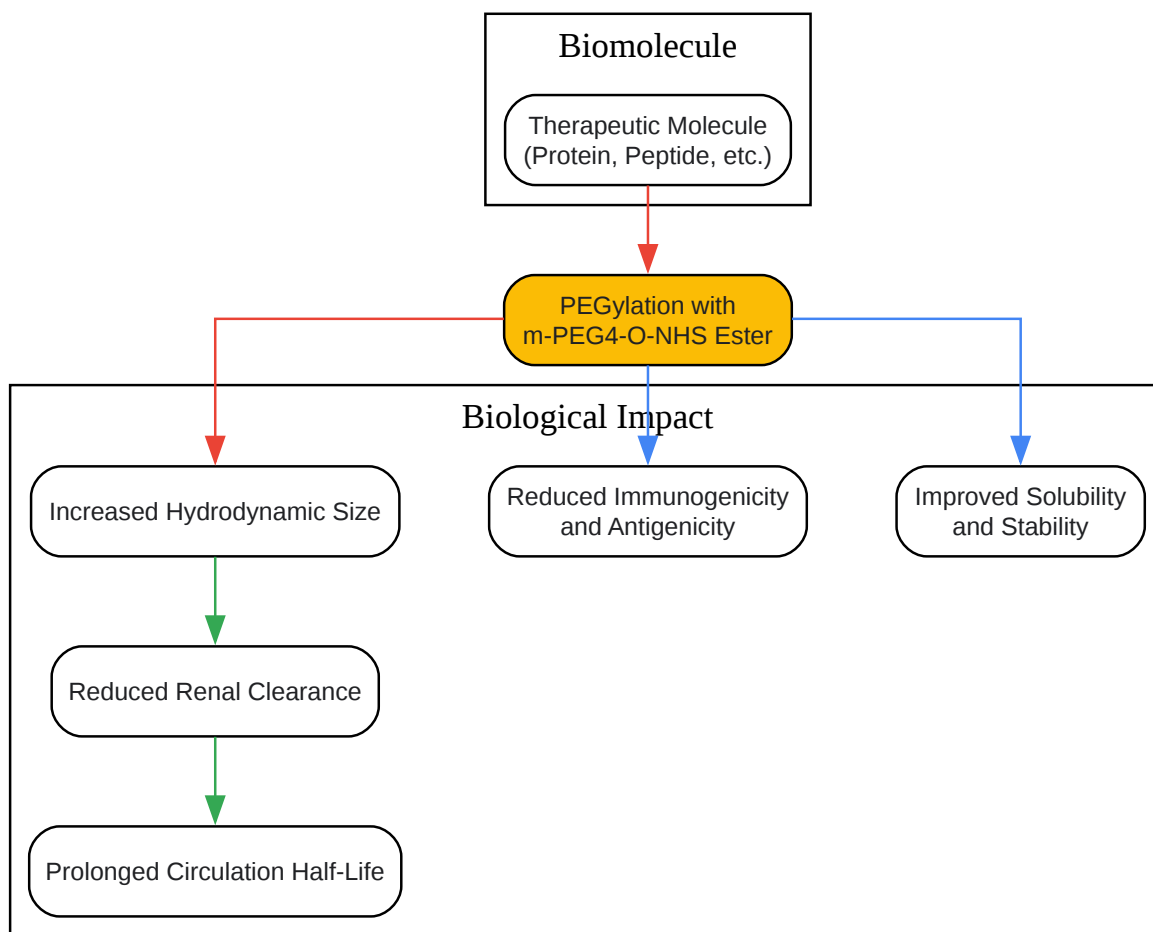 Biomolecule
Therapeutic Molecule
(Protein, Peptide, etc.)
PEGylation with
m-PEG4-O-NHS Ester
Biological Impact
Increased Hydrodynamic Size
Reduced Immunogenicity
and Antigenicity
Improved Solubility
and Stability
Reduced Renal Clearance
Prolonged Circulation Half-Life